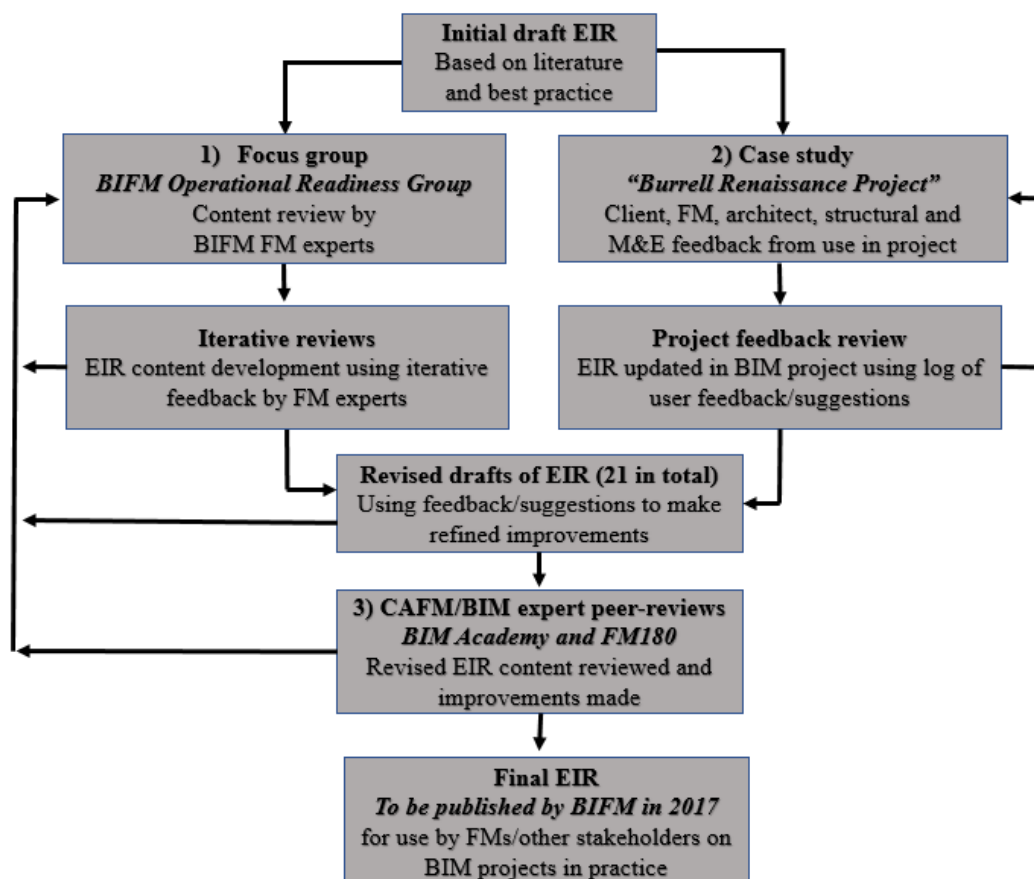 Initial draft EIR
Based on literature
and best practice
1) Focus group
BIFM Operational Readiness Group
Content review by
BIFM FM experts
2) Case study
“Burrell Renaissance Project”
Client, FM, architect, structural and
M&E feedback from use in project
Iterative reviews
EIR content development using iterative
feedback by FM experts
Project feedback review
EIR updated in BIM project using log of
user feedback/suggestions
Revised drafts of EIR (21 in total)
Using feedback/suggestions to make
refined improvements
3) CAFM/BIM expert peer-reviews
BIM Academy and FM180
Revised EIR content reviewed and
improvements made
Final EIR
To be published by BIFM in 2017
for use by FMs/other stakeholders on
BIM projects in practice